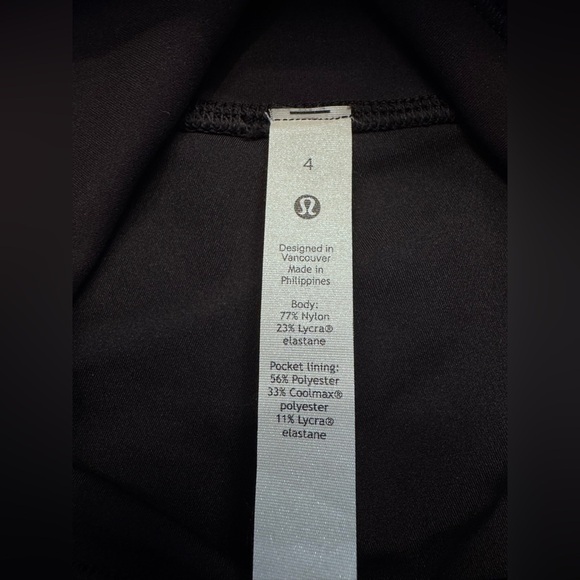 4
Designed in
Vancouver
Made in
Philippines
Body:
77% Nylon
23% Lycra®
elastane
Pocket lining:
56% Polyester
33% Coolmax®
polyester
11% Lycra®
elastane